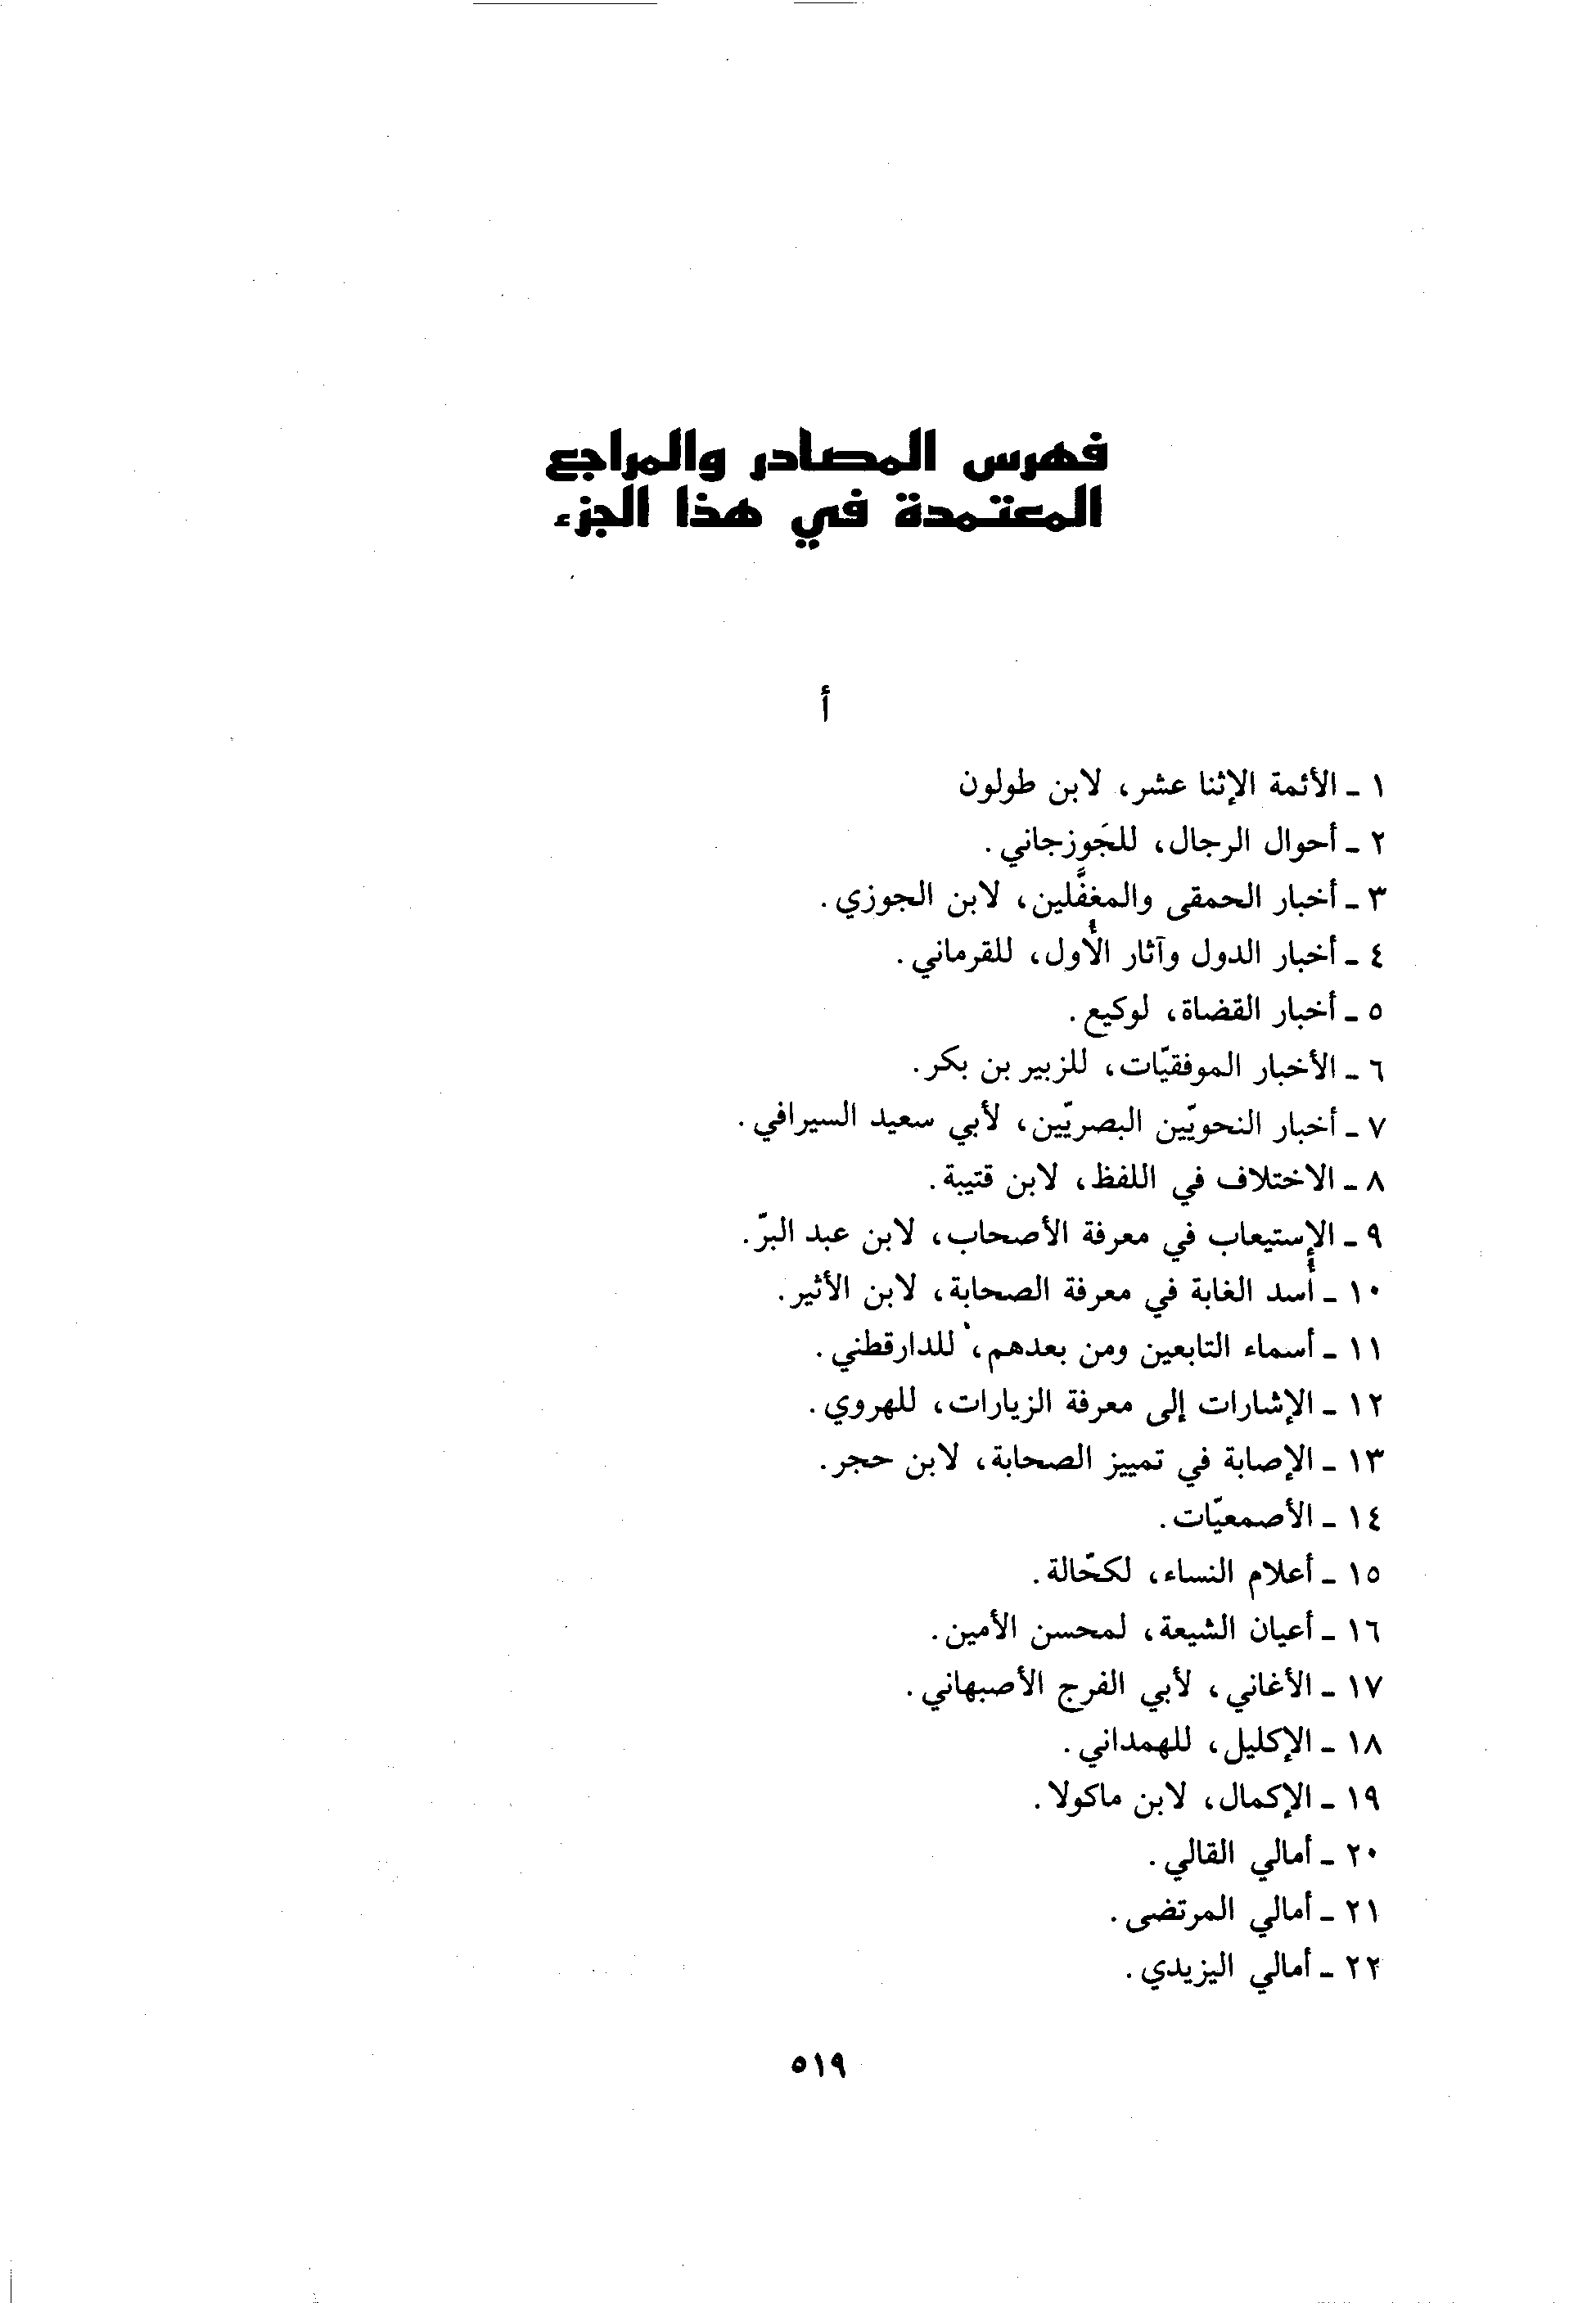 فهرس المصادر والمراجع
المعتمدة في هذا الجزء
أ
١ ـ الأئمة الإثنا عشر، لابن طولون
٢ ـ أحوال الرجال، للجَوزجاني.
٣ ـ أخبار الحمقى والمغفَّلين، لابن الجوزي.
٤ ـ أخبار الدول وآثار الأُول، للقرماني.
٥ ـ أخبار القضاة، لوكيع.
٦ ـ الأخبار الموفقيّات، للزبير بن بكر.
٧ ـ أخبار النحويّين البصريّين، لأبي سعيد السيرافي.
٨ ـ الاختلاف في اللفظ، لابن قتيبة.
٩ ـ الإستيعاب في معرفة الأصحاب، لابن عبد البرّ.
١٠ ـ أُسد الغابة في معرفة الصحابة، لابن الأثير.
١١ ـ أسماء التابعين ومن بعدهم، للدارقطني.
١٢ ـ الإشارات إلى معرفة الزيارات، للهروي.
١٣ ـ الإصابة في تمييز الصحابة، لابن حجر.
١٤ ـ الأصمعيّات.
١٥ ـ أعلام النساء، لكحّالة.
١٦ ـ أعيان الشيعة، لمحسن الأمين.
١٧ ـ الأغاني، لأبي الفرج الأصبهاني.
١٨ ـ الإكليل، للهمداني.
١٩ ـ الإكمال، لابن ماكولا.
٢٠ ـ أمالي القالي.
٢١ ـ أمالي المرتضى.
٢٢ ـ أمالي اليزيدي.
٥١٩